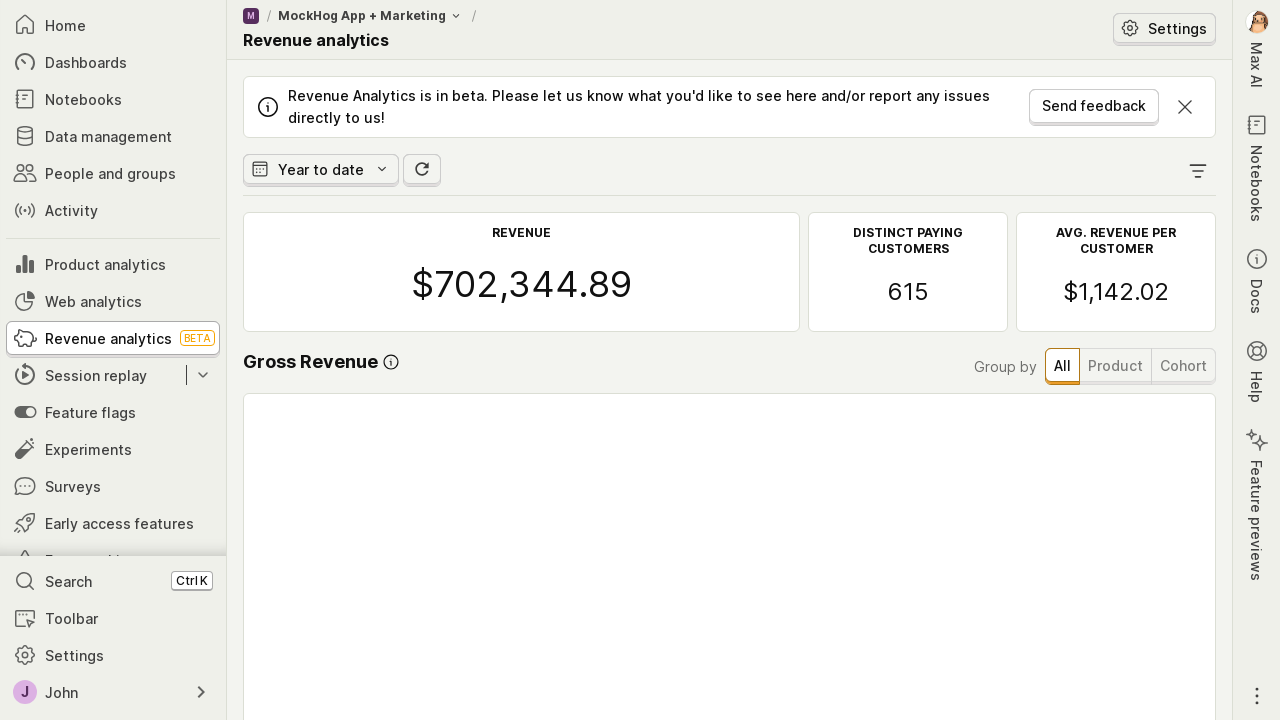 Home
Dashboards
Notebooks
Data management
People and groups
Activity
Product analytics
Web analytics
Revenue analytics BETA
Session replay
Feature flags
Experiments
Surveys
Early access features
Search Ctrl K
Toolbar
Settings
J John
M / MockHog App + Marketing /
Revenue analytics
Settings
Revenue Analytics is in beta. Please let us know what you'd like to see here and/or report any issues
directly to us!
Send feedback
Year to date
REVENUE
$702,344.89
DISTINCT PAYING
CUSTOMERS
615
AVG. REVENUE PER
CUSTOMER
$1,142.02
Gross Revenue
Group by All Product Cohort
Max AI
Notebooks
Docs
Help
Feature previews